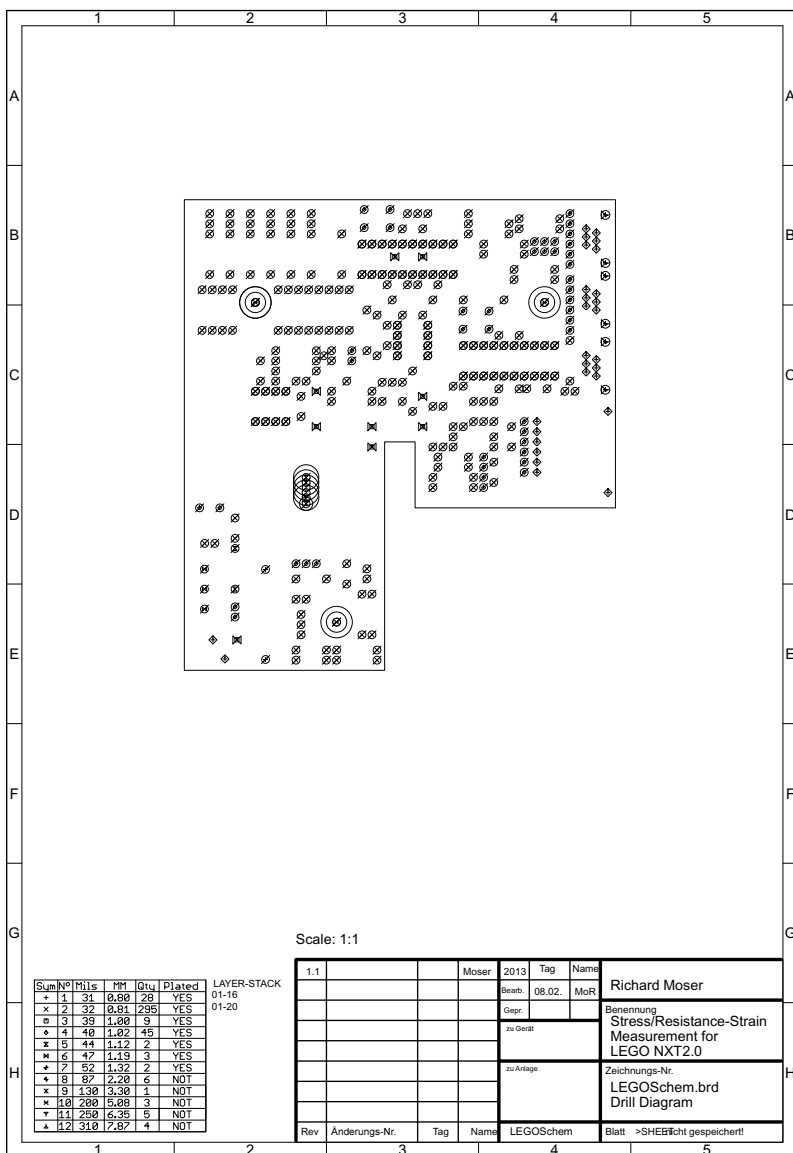 1 2 3 4 5
A A
B B
C C
D D
E E
F F
G G
H H
Scale: 1:1
LAYER-STACK
01-16
01-20
Sym Nº Mils MM Qty Plated
+ 1 31 0.80 28 YES
× 2 32 0.81 295 YES
3 39 1.00 9 YES
4 40 1.02 45 YES
5 44 1.12 2 YES
6 47 1.19 3 YES
7 52 1.32 2 YES
8 87 2.20 6 NOT
9 130 3.30 1 NOT
10 200 5.08 3 NOT
11 250 6.35 5 NOT
12 310 7.87 4 NOT
1.1 Moser
Rev Änderungs-Nr. Tag Name
2013 Tag Name
Bearb. 08.02. MoR
Gepr.
zu Gerät
zu Anlage
LEGOSchem
Richard Moser
Benennung
Stress/Resistance-Strain
Measurement for
LEGO NXT2.0
Zeichnungs-Nr.
LEGOSchem.brd
Drill Diagram
Blatt gespeichert!
1 2 3 4 5